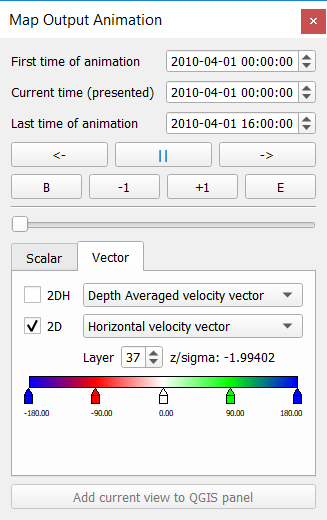 Map Output Animation
First time of animation 2010-04-01 00:00:00
Current time (presented) 2010-04-01 00:00:00
Last time of animation 2010-04-01 16:00:00
<- || ->
B -1 +1 E
Scalar Vector
2DH Depth Averaged velocity vector
2D Horizontal velocity vector
Layer 37 z/sigma: -1.99402
-180.00 -90.00 0.00 90.00 180.00
Add current view to QGIS panel